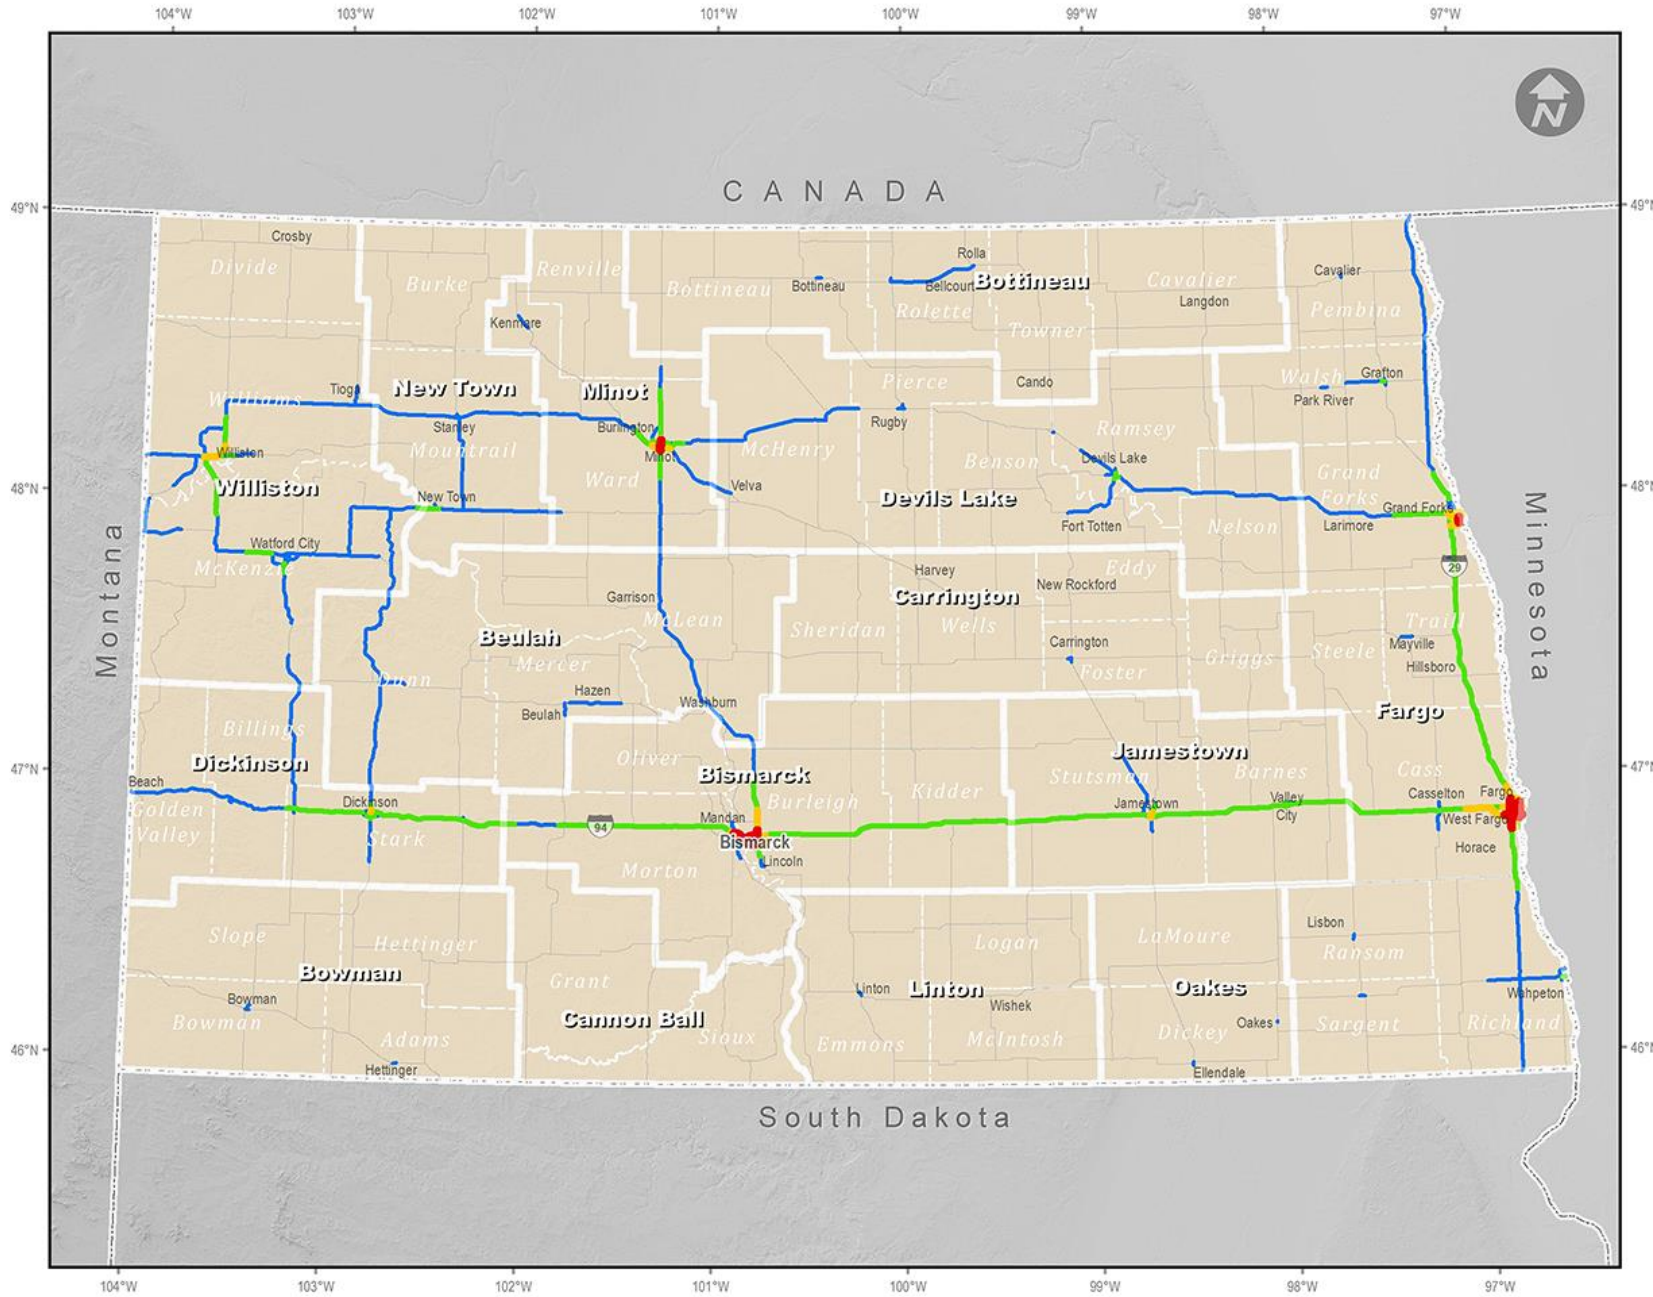 104°W 103°W 102°W 101°W 100°W 99°W 98°W 97°W
N
CANADA
49°N
49°N
Crosby
Divide
Burke
Renville
Bottineau
Bottineau
Rolla
Bellcourt
Bottineau
Rolette
Towner
Cavalier
Langdon
Cavalier
Pembina
Kenmare
Williams
Tioga
New Town
Minot
Pierce
Cando
Walsh
Grafton
Park River
Stanley
Burlington
Rugby
Ramsey
Williston
Mountrail
Minot
McHenry
Benson
Devils Lake
Grand
Forks
48°N
Williston
New Town
Ward
Velva
Devils Lake
Fort Totten
Nelson
Larimore
Grand Forks
48°N
Montana
Minnesota
Watford City
McKenzie
Harvey
New Rockford
Eddy
29
Garrison
McLean
Carrington
Wells
Sheridan
Traill
Beulah
Mercer
Carrington
Foster
Griggs
Steele
Mayville
Hillsboro
Dunn
Hazen
Beulah
Washburn
Fargo
Billings
Dickinson
Oliver
Bismarck
Jamestown
47°N
Beach
Golden
Valley
Dickinson
Stark
94
Mandan
Bismarck
Burleigh
Kidder
Stutsman
Jamestown
Barnes
Valley
City
Cass
Casselton
Fargo
West Fargo
Horace
47°N
Lincoln
Morton
Slope
Hettinger
Bowman
Grant
Logan
LaMoure
Lisbon
Ransom
Bowman
Bowman
Cannon Ball
Sioux
Linton
Linton
Wishek
Oakes
Oakes
Wahpeton
Adams
Hettinger
Emmons
McIntosh
Dickey
Sargent
Richland
46°N
46°N
Ellendale
South Dakota
104°W 103°W 102°W 101°W 100°W 99°W 98°W 97°W